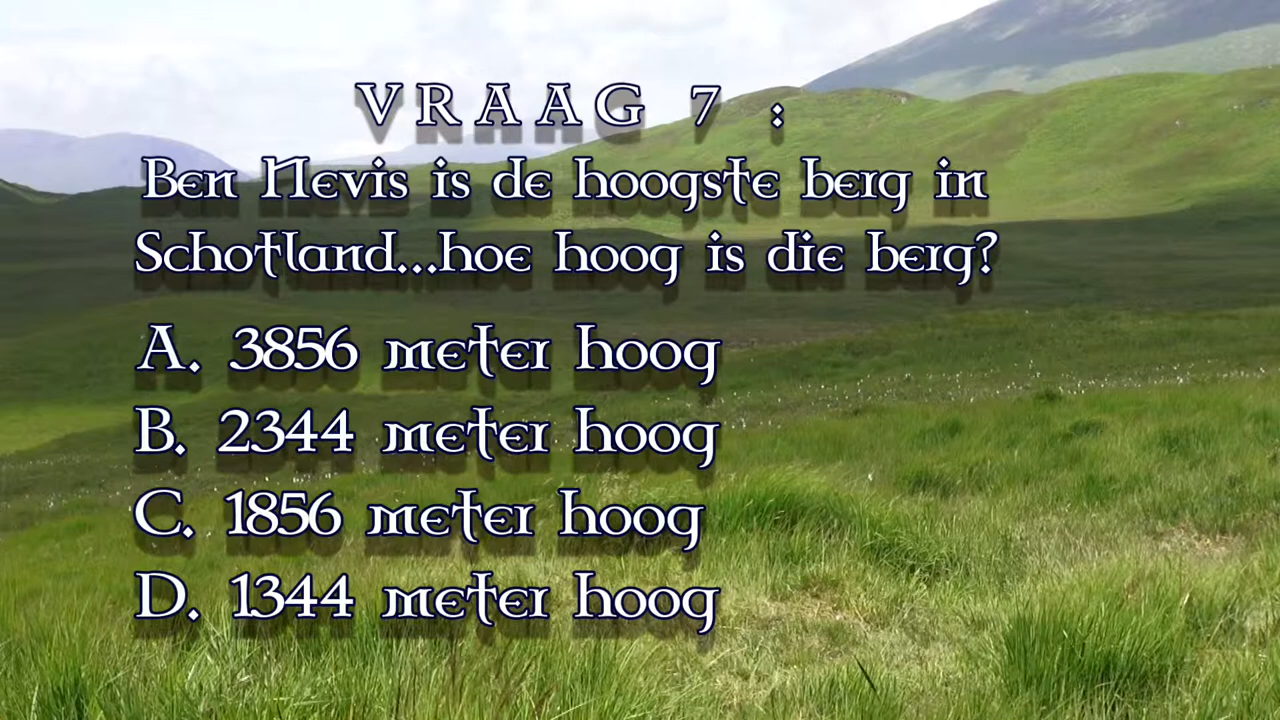 VRAAG 7 :
Ben Nevis is de hoogste berg in
Schotland...hoe hoog is die berg?
A. 3856 meter hoog
B. 2344 meter hoog
C. 1856 meter hoog
D. 1344 meter hoog